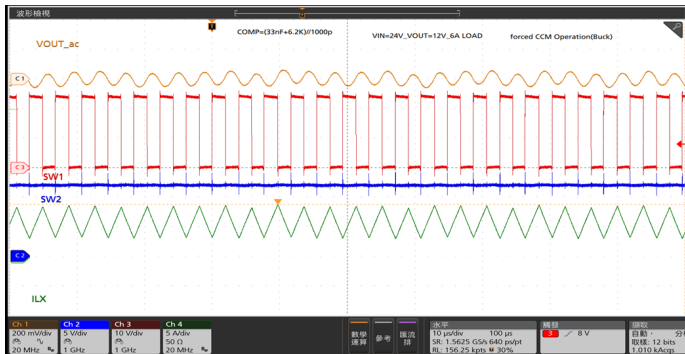 波形檢視
COMP=(33nF+6.2K)//1000p
VIN=24V_VOUT=12V_6A LOAD
forced CCM Operation(Buck)
VOUT_ac
C 1
C 3
SW1
SW2
C 2
ILX
Ch 1
200 mV/div
20 MHz
Ch 2
5 V/div
1 GHz
Ch 3
10 V/div
1 GHz
Ch 4
5 A/div
50 Ω
20 MHz
數學
運算
參考
匯流
排
水平
10 μs/div 100 μs
SR: 1.5625 GS/s 640 ps/pt
RL: 156.25 kpts 30%
觸發
3 8 V
擷取
自動,
取樣: 12 bits
1.010 kAcqs